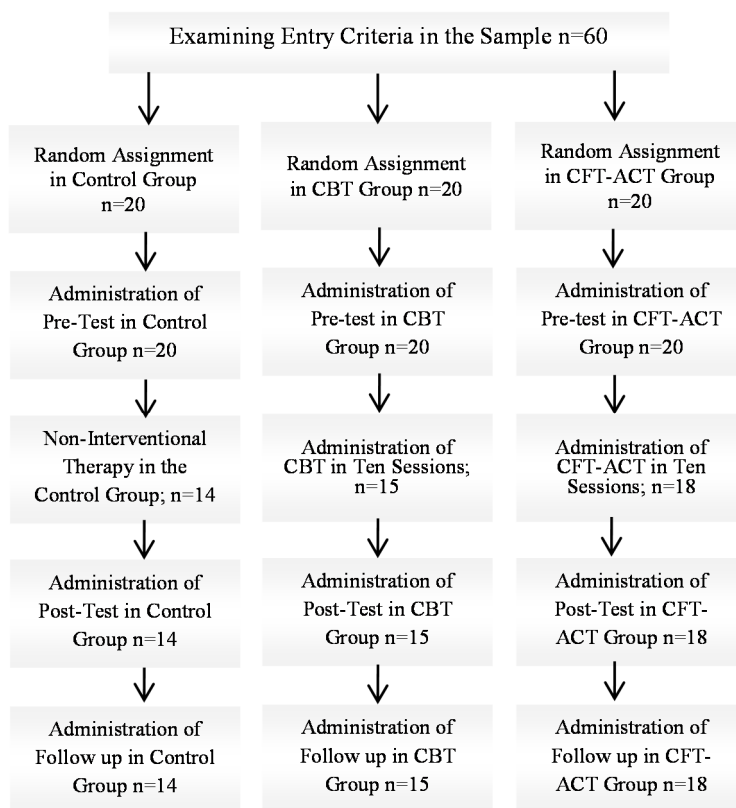 Examining Entry Criteria in the Sample n=60
Random Assignment
in Control Group
n=20
Random Assignment
in CBT Group n=20
Random Assignment
in CFT-ACT Group
n=20
Administration of
Pre-Test in Control
Group n=20
Administration of
Pre-test in CBT
Group n=20
Administration of
Pre-test in CFT-ACT
Group n=20
Non-Interventional
Therapy in the
Control Group; n=14
Administration of
CBT in Ten Sessions;
n=15
Administration of
CFT-ACT in Ten
Sessions; n=18
Administration of
Post-Test in Control
Group n=14
Administration of
Post-Test in CBT
Group n=15
Administration of
Post-Test in CFT-
ACT Group n=18
Administration of
Follow up in Control
Group n=14
Administration of
Follow up in CBT
Group n=15
Administration of
Follow up in CFT-
ACT Group n=18